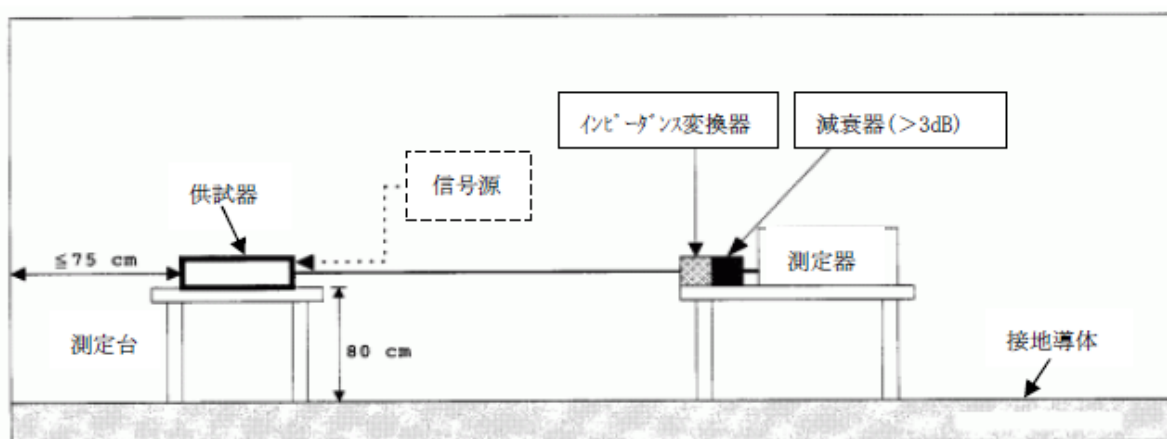 ｲﾝﾋﾟｰﾀﾞﾝｽ変換器
減衰器(＞3dB)
信号源
供試器
≦75 cm
測定器
測定台
80 cm
接地導体